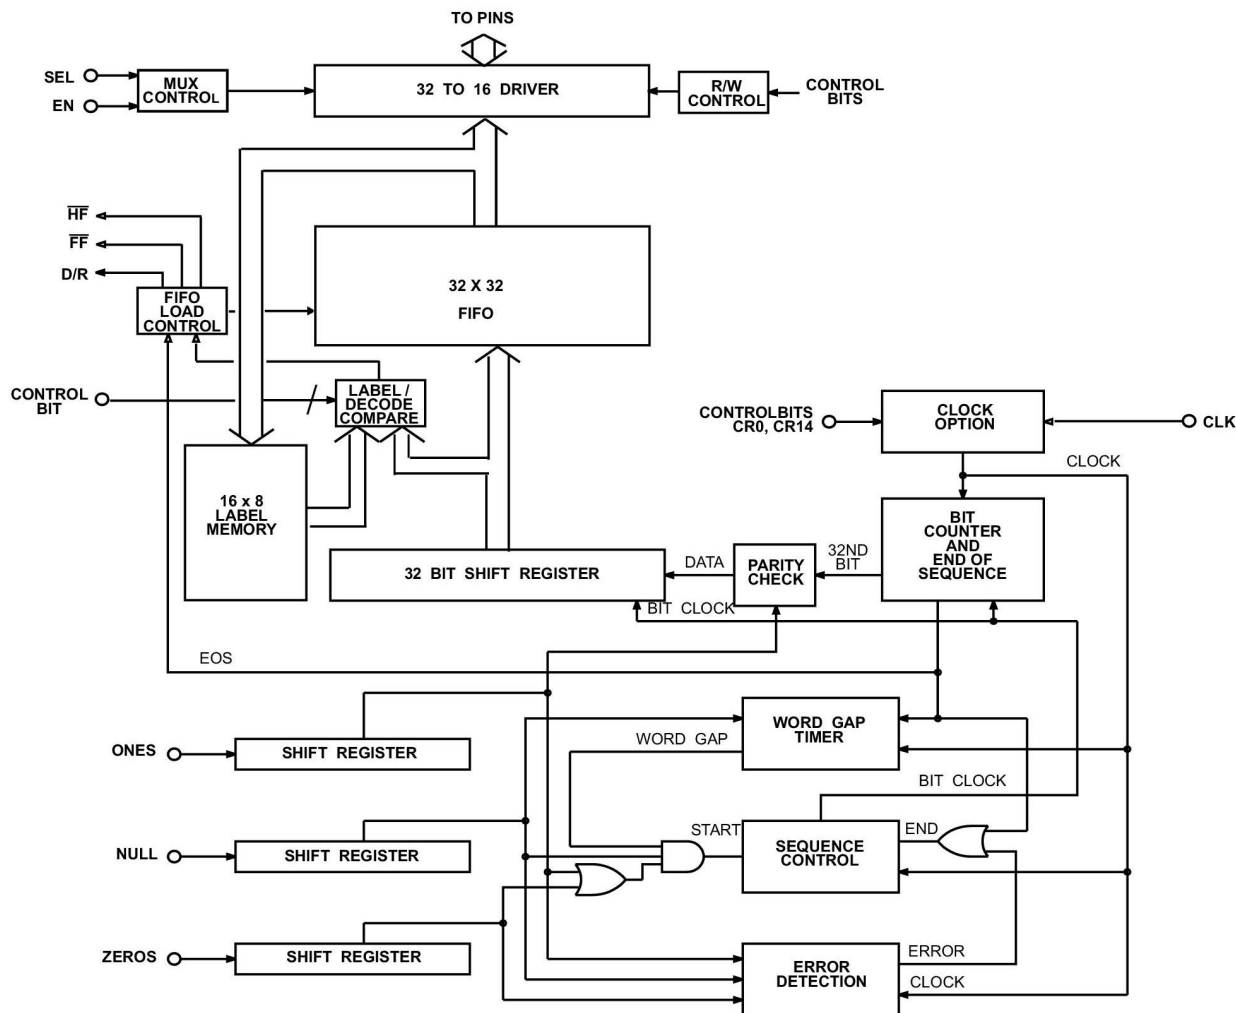 TO PINS
SEL
EN
MUX
CONTROL
32 TO 16 DRIVER
R/W
CONTROL
CONTROL
BITS
HF
FF
D/R
FIFO
LOAD
CONTROL
32 X 32
FIFO
CONTROL
BIT
/
LABEL /
DECODE
COMPARE
CONTROLBITS
CR0, CR14
CLOCK
OPTION
CLK
CLOCK
16 x 8
LABEL
MEMORY
BIT
COUNTER
AND
END OF
SEQUENCE
32ND
BIT
PARITY
CHECK
DATA
32 BIT SHIFT REGISTER
BIT CLOCK
EOS
ONES
SHIFT REGISTER
WORD GAP
WORD GAP
TIMER
BIT CLOCK
NULL
SHIFT REGISTER
START
SEQUENCE
CONTROL
END
ZEROS
SHIFT REGISTER
ERROR
DETECTION
ERROR
CLOCK